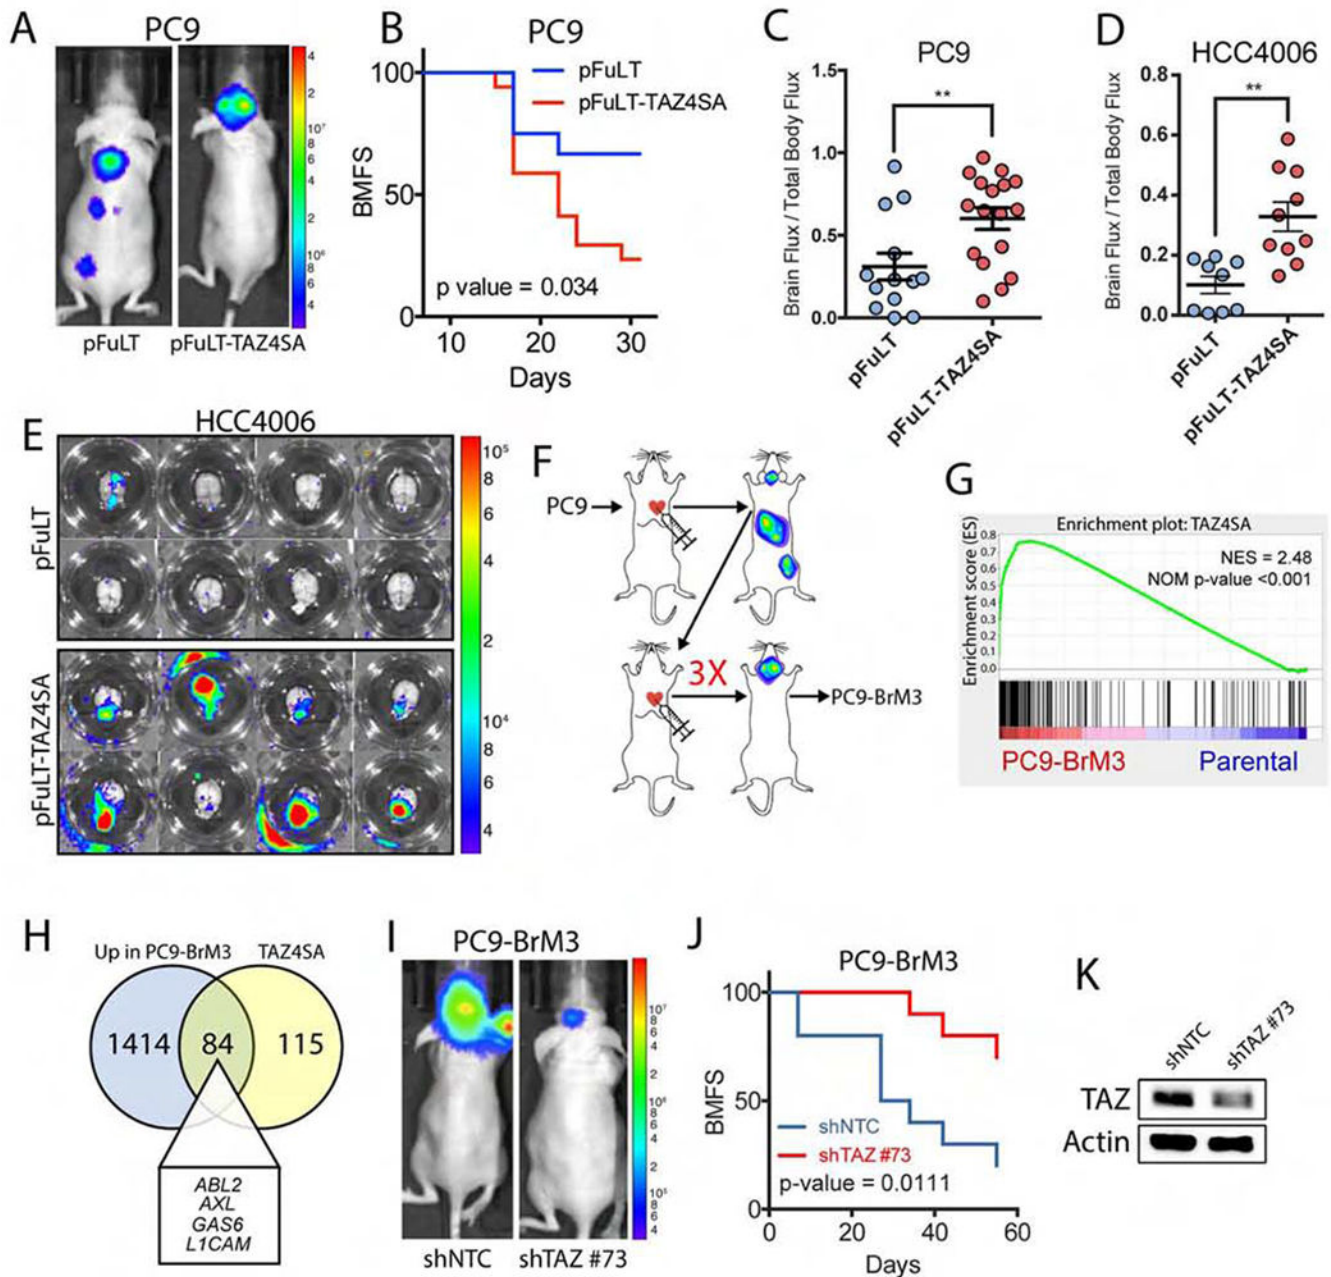 A
PC9
4
2
10⁷
8
6
4
2
10⁶
8
6
4
pFuLT
pFuLT-TAZ4SA
B
PC9
100
50
0
BMFS
pFuLT
pFuLT-TAZ4SA
p value = 0.034
10
20
30
Days
C
PC9
1.5
1.0
0.5
0.0
Brain Flux / Total Body Flux
**
pFuLT
pFuLT-TAZ4SA
D
HCC4006
0.8
0.6
0.4
0.2
0.0
Brain Flux / Total Body Flux
**
pFuLT
pFuLT-TAZ4SA
E
HCC4006
pFuLT
pFuLT-TAZ4SA
10⁵
8
6
4
2
10⁴
8
6
4
F
PC9
3X
PC9-BrM3
G
Enrichment plot: TAZ4SA
Enrichment score (ES)
0.8
0.7
0.6
0.5
0.4
0.3
0.2
0.1
0.0
NES = 2.48
NOM p-value <0.001
PC9-BrM3
Parental
H
Up in PC9-BrM3
TAZ4SA
1414
84
115
ABL2
AXL
GAS6
L1CAM
I
PC9-BrM3
10⁷
8
6
4
2
10⁶
8
6
4
2
10⁵
8
6
4
shNTC
shTAZ #73
J
PC9-BrM3
100
50
0
BMFS
shNTC
shTAZ #73
p-value = 0.0111
0
20
40
60
Days
K
shNTC
shTAZ #73
TAZ
Actin